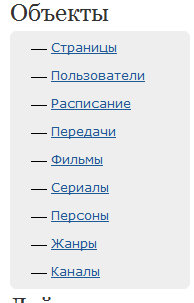 Объекты
— Страницы
— Пользователи
— Расписание
— Передачи
— Фильмы
— Сериалы
— Персоны
— Жанры
— Каналы